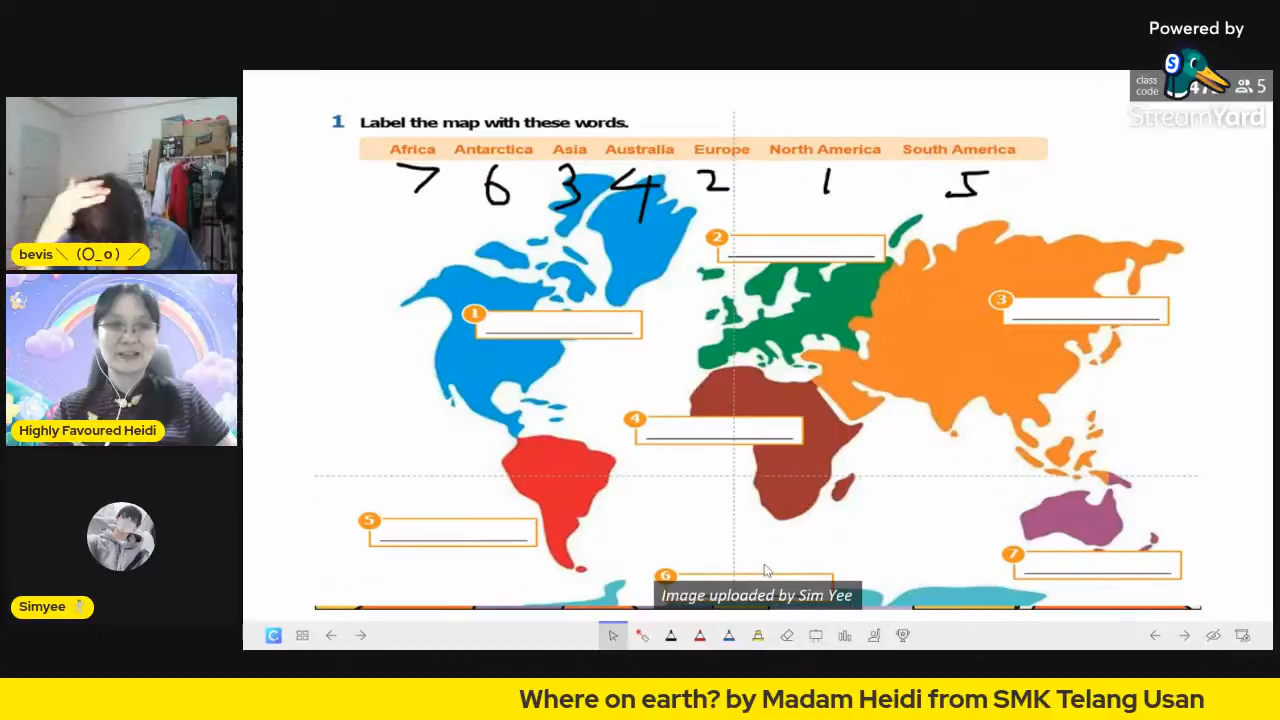 Powered by
class
code
47
5
StreamYard
1 Label the map with these words.
Africa Antarctica Asia Australia Europe North America South America
7 6 3 4 2 1 5
2
1
3
4
5
7
6
Image uploaded by Sim Yee
bevis＼（〇_ｏ）／
Highly Favoured Heidi
Simyee
Where on earth? by Madam Heidi from SMK Telang Usan